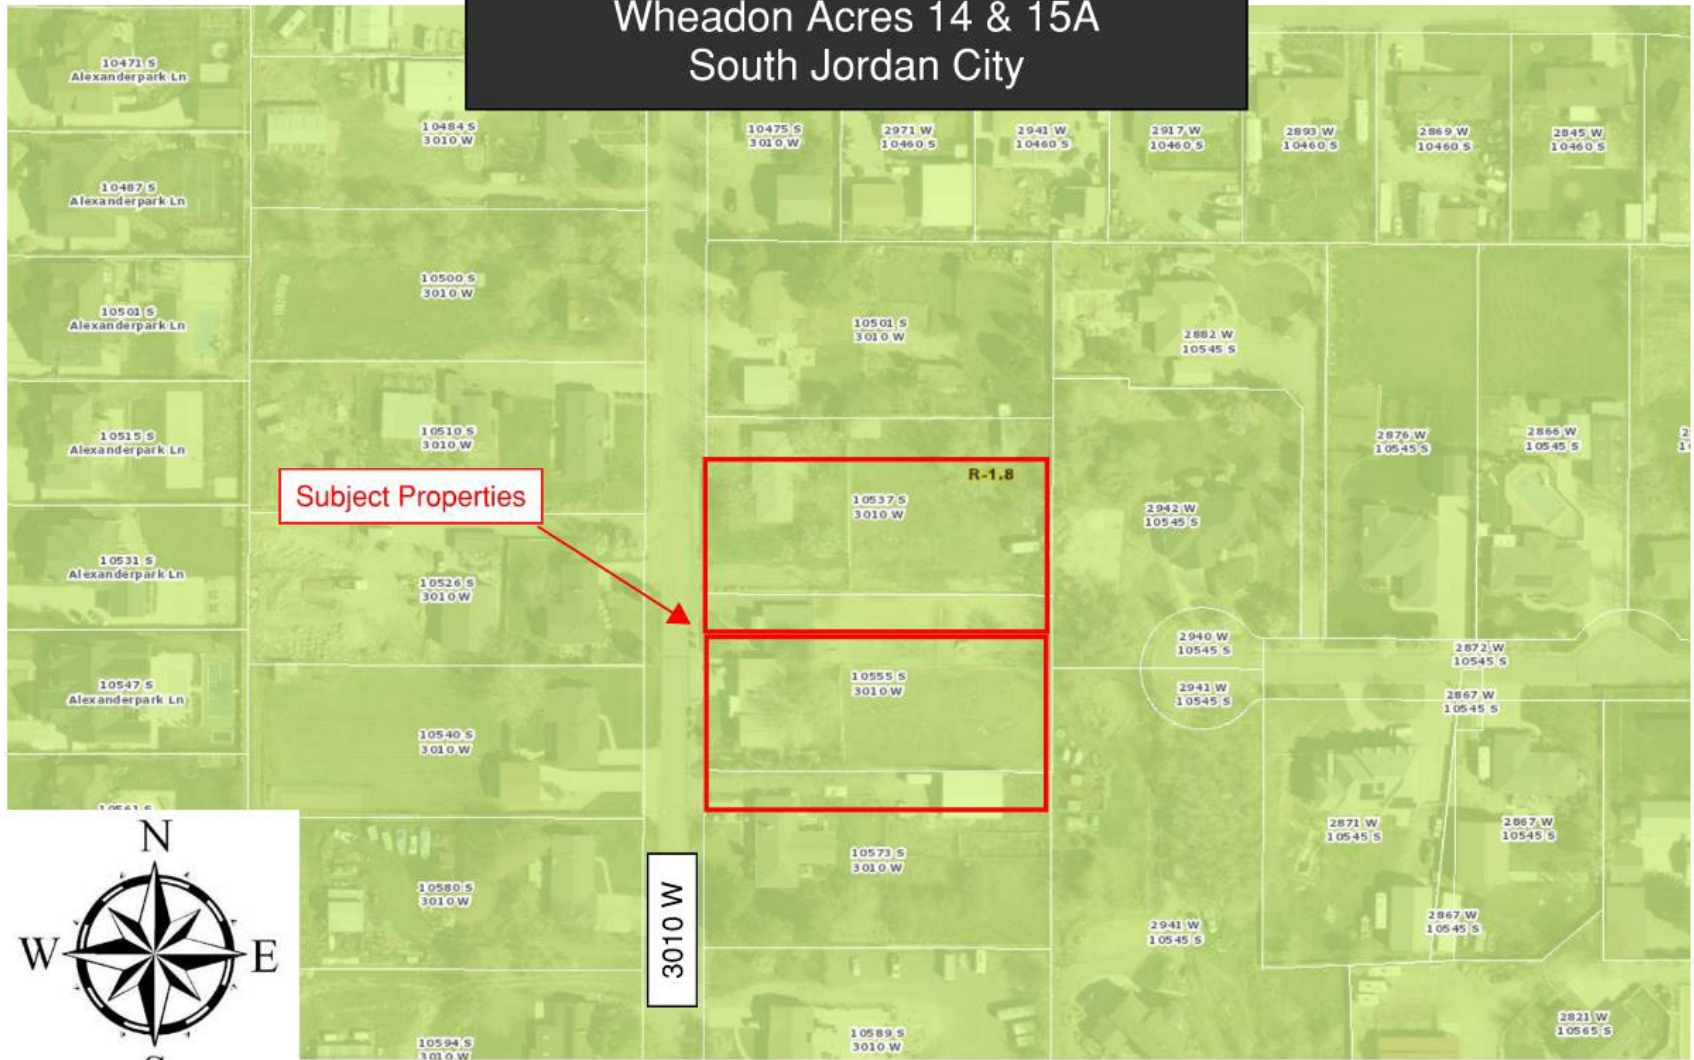 Wheadon Acres 14 & 15A
South Jordan City
10471 S
Alexanderpark Ln
10484 S
3010 W
10475 S
3010 W
2971 W
10460 S
2941 W
10460 S
2917 W
10460 S
2893 W
10460 S
2869 W
10460 S
2845 W
10460 S
10487 S
Alexanderpark Ln
10500 S
3010 W
10501 S
Alexanderpark Ln
10501 S
3010 W
2882 W
10545 S
10515 S
Alexanderpark Ln
10510 S
3010 W
2876 W
10545 S
2866 W
10545 S
Subject Properties
R-1.8
10537 S
3010 W
2942 W
10545 S
10531 S
Alexanderpark Ln
10526 S
3010 W
2940 W
10545 S
2872 W
10545 S
10547 S
Alexanderpark Ln
10555 S
3010 W
2941 W
10545 S
2867 W
10545 S
10540 S
3010 W
10561 S
2871 W
10545 S
2867 W
10545 S
10573 S
3010 W
10580 S
3010 W
3010 W
2941 W
10545 S
2867 W
10545 S
N
W
E
S
10594 S
3010 W
10589 S
3010 W
2821 W
10565 S